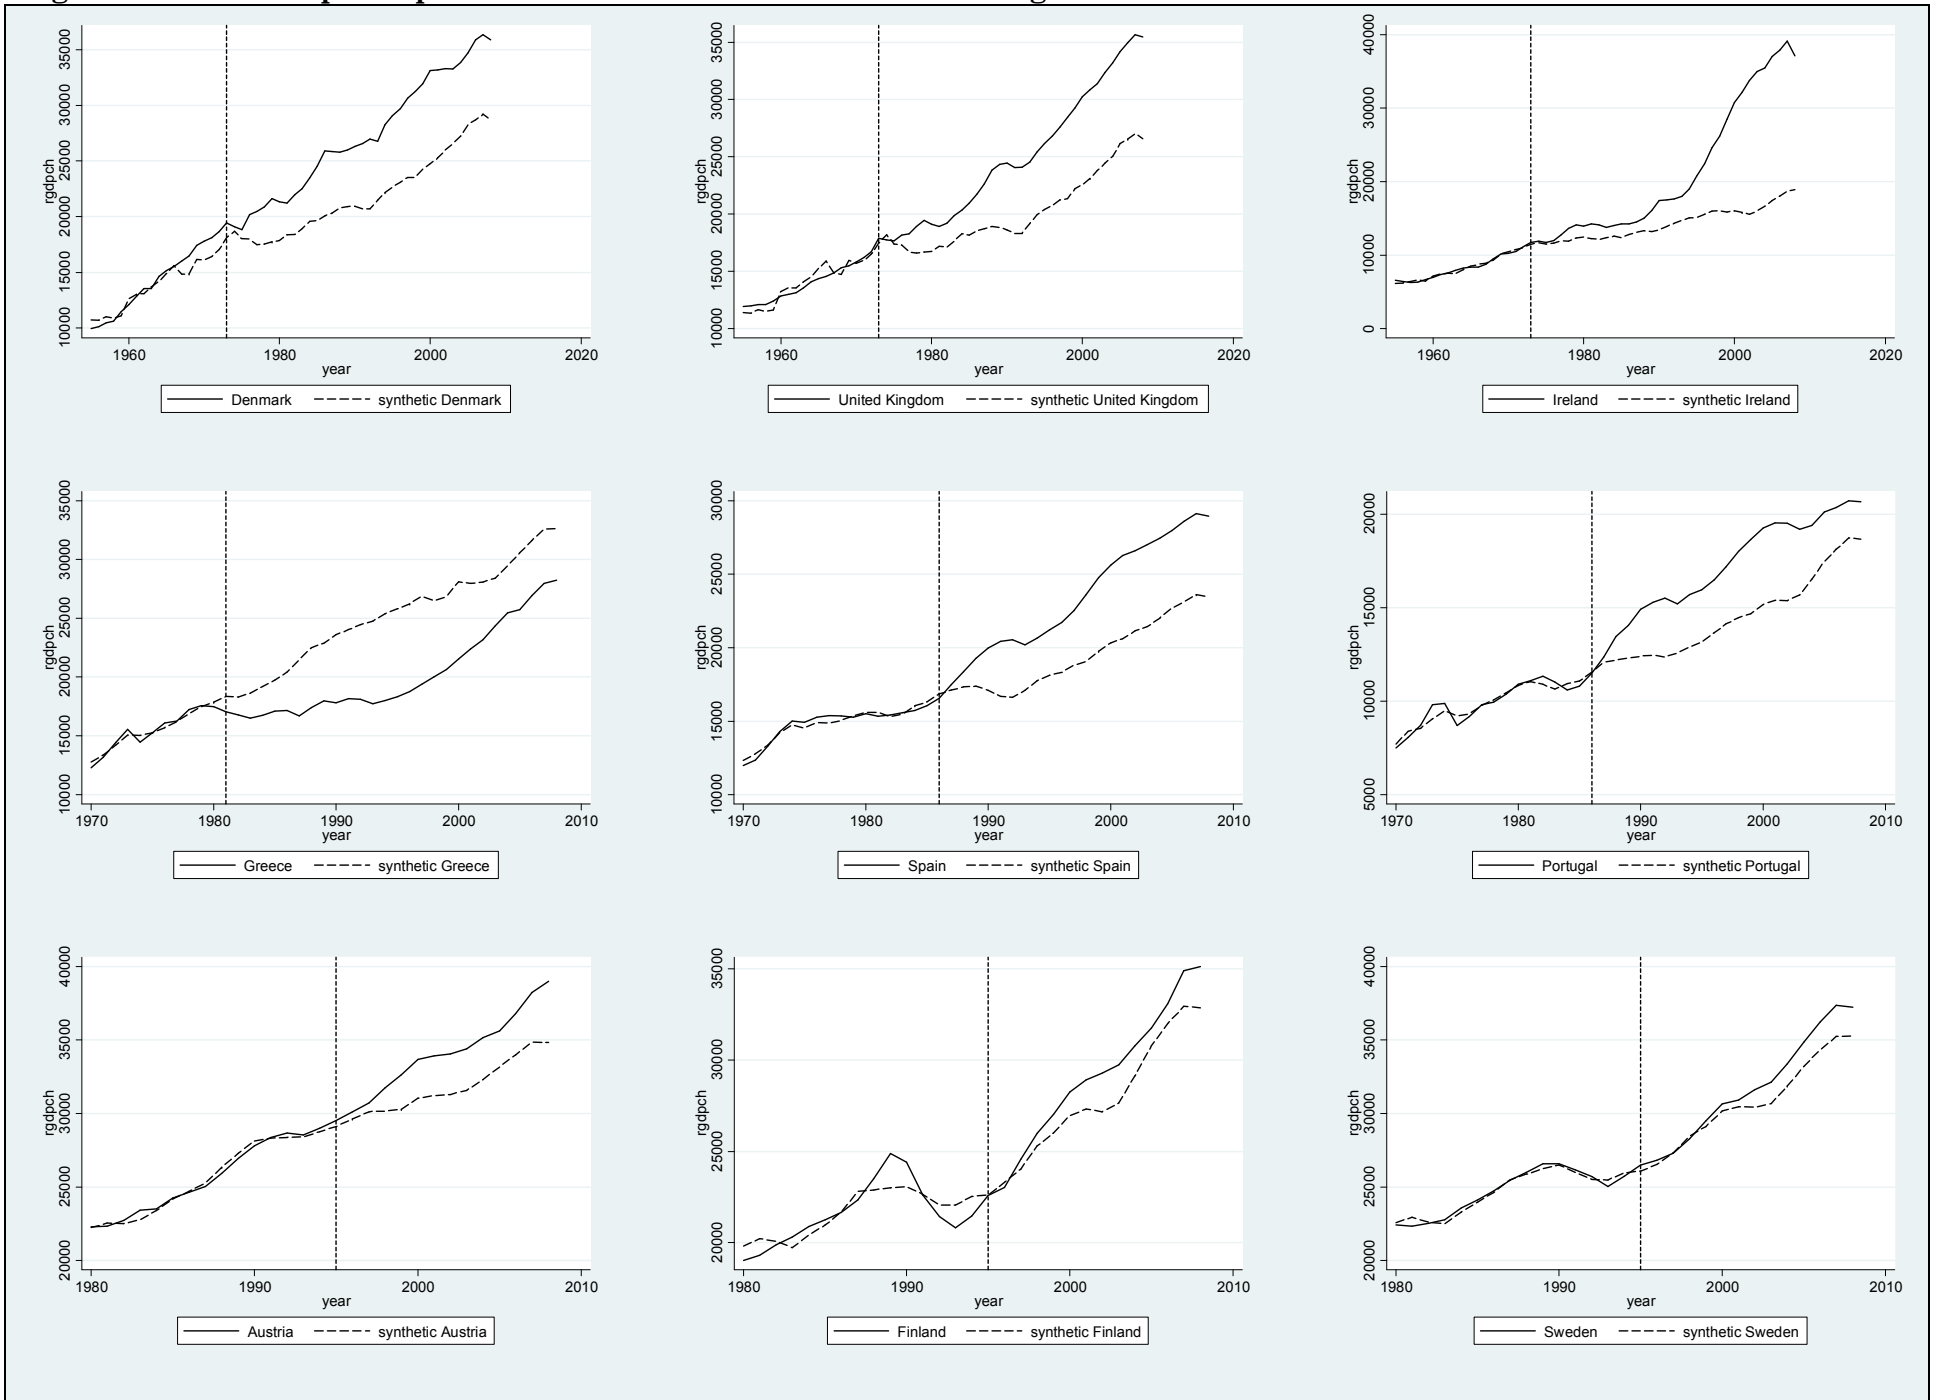 35000
30000
25000
20000
15000
10000
rgdpch
1960 1980 2000 2020
year
Denmark synthetic Denmark
35000
30000
25000
20000
15000
10000
rgdpch
1960 1980 2000 2020
year
United Kingdom synthetic United Kingdom
40000
30000
20000
10000
0
rgdpch
1960 1980 2000 2020
year
Ireland synthetic Ireland
35000
30000
25000
20000
15000
10000
rgdpch
1970 1980 1990 2000 2010
year
Greece synthetic Greece
30000
25000
20000
15000
10000
rgdpch
1970 1980 1990 2000 2010
year
Spain synthetic Spain
20000
15000
10000
5000
rgdpch
1970 1980 1990 2000 2010
year
Portugal synthetic Portugal
40000
35000
30000
25000
20000
rgdpch
1980 1990 2000 2010
year
Austria synthetic Austria
35000
30000
25000
20000
rgdpch
1980 1990 2000 2010
year
Finland synthetic Finland
40000
35000
30000
25000
20000
rgdpch
1980 1990 2000 2010
year
Sweden synthetic Sweden